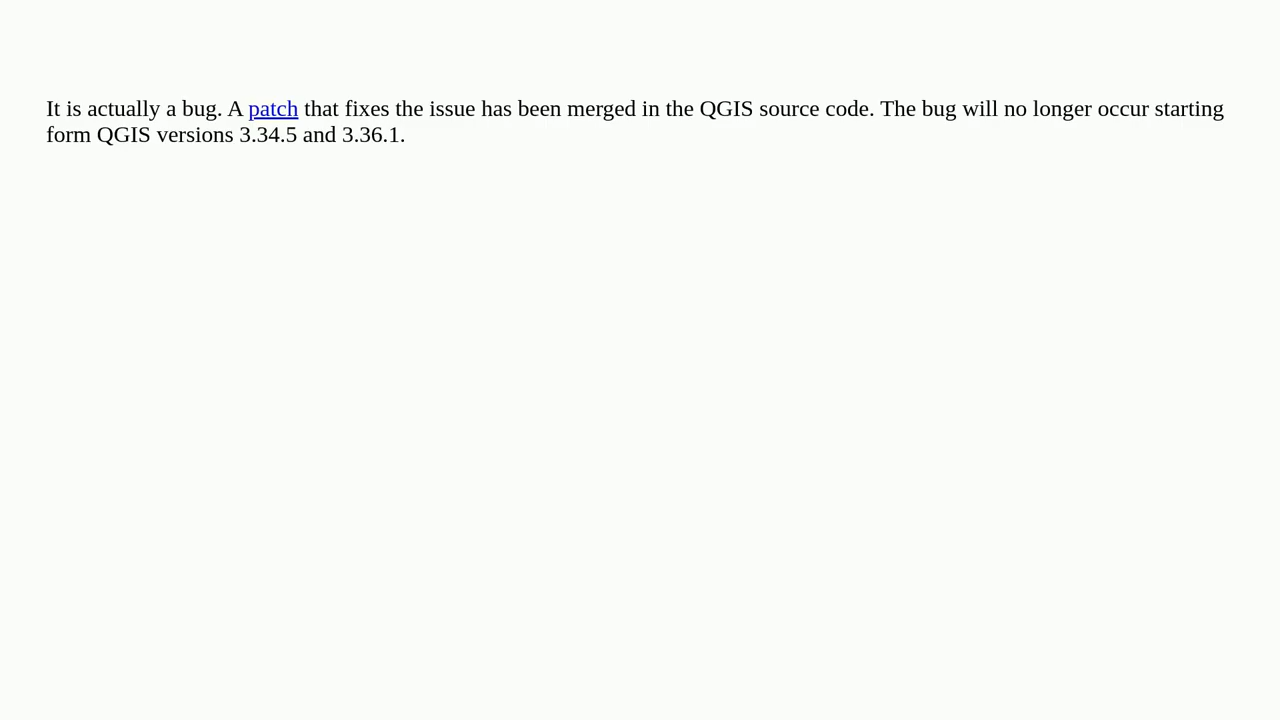 It is actually a bug. A patch that fixes the issue has been merged in the QGIS source code. The bug will no longer occur starting
form QGIS versions 3.34.5 and 3.36.1.